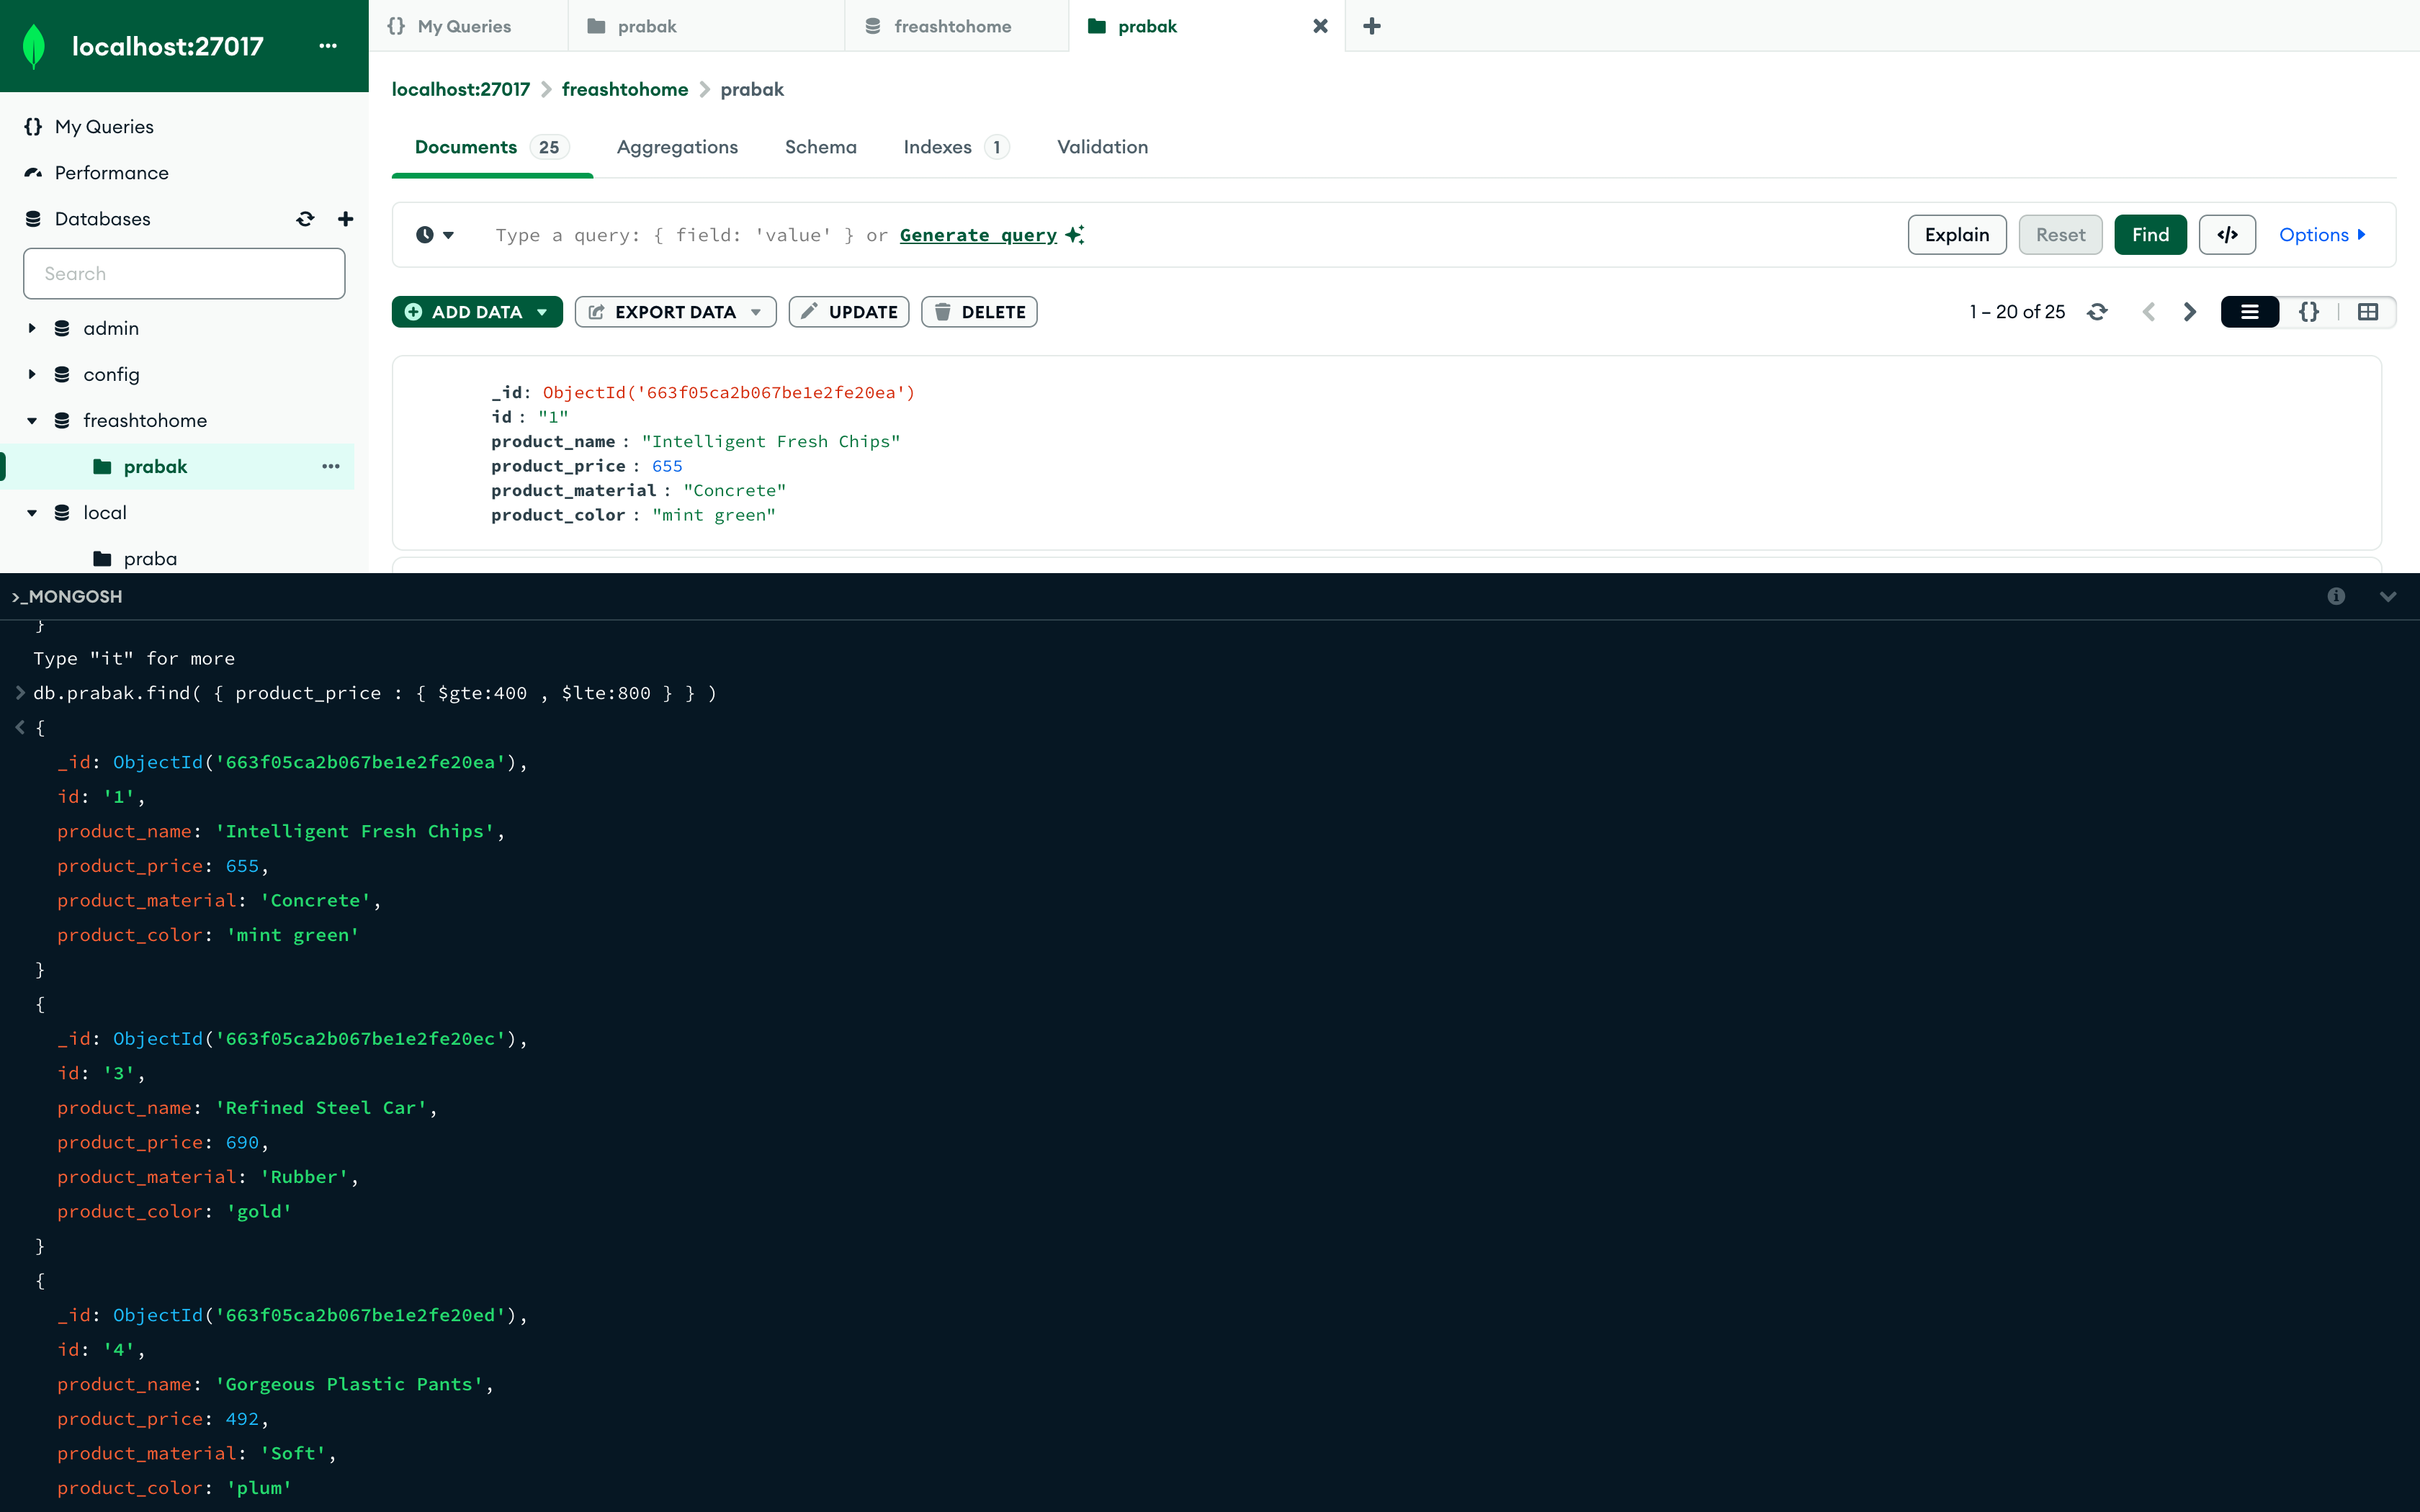 localhost:27017
My Queries
prabak
freashtohome
prabak
My Queries
Performance
Databases
Search
admin
config
freashtohome
prabak
local
praba
localhost:27017 freashtohome prabak
Documents 25 Aggregations Schema Indexes 1 Validation
Type a query: { field: 'value' } or Generate query
Explain Reset Find </> Options
ADD DATA EXPORT DATA UPDATE DELETE
1 – 20 of 25
{}
_id: ObjectId('663f05ca2b067be1e2fe20ea')
id : "1"
product_name : "Intelligent Fresh Chips"
product_price : 655
product_material : "Concrete"
product_color : "mint green"
>_MONGOSH
}
Type "it" for more
> db.prabak.find( { product_price : { $gte:400 , $lte:800 } } )
< {
_id: ObjectId('663f05ca2b067be1e2fe20ea'),
id: '1',
product_name: 'Intelligent Fresh Chips',
product_price: 655,
product_material: 'Concrete',
product_color: 'mint green'
}
{
_id: ObjectId('663f05ca2b067be1e2fe20ec'),
id: '3',
product_name: 'Refined Steel Car',
product_price: 690,
product_material: 'Rubber',
product_color: 'gold'
}
{
_id: ObjectId('663f05ca2b067be1e2fe20ed'),
id: '4',
product_name: 'Gorgeous Plastic Pants',
product_price: 492,
product_material: 'Soft',
product_color: 'plum'